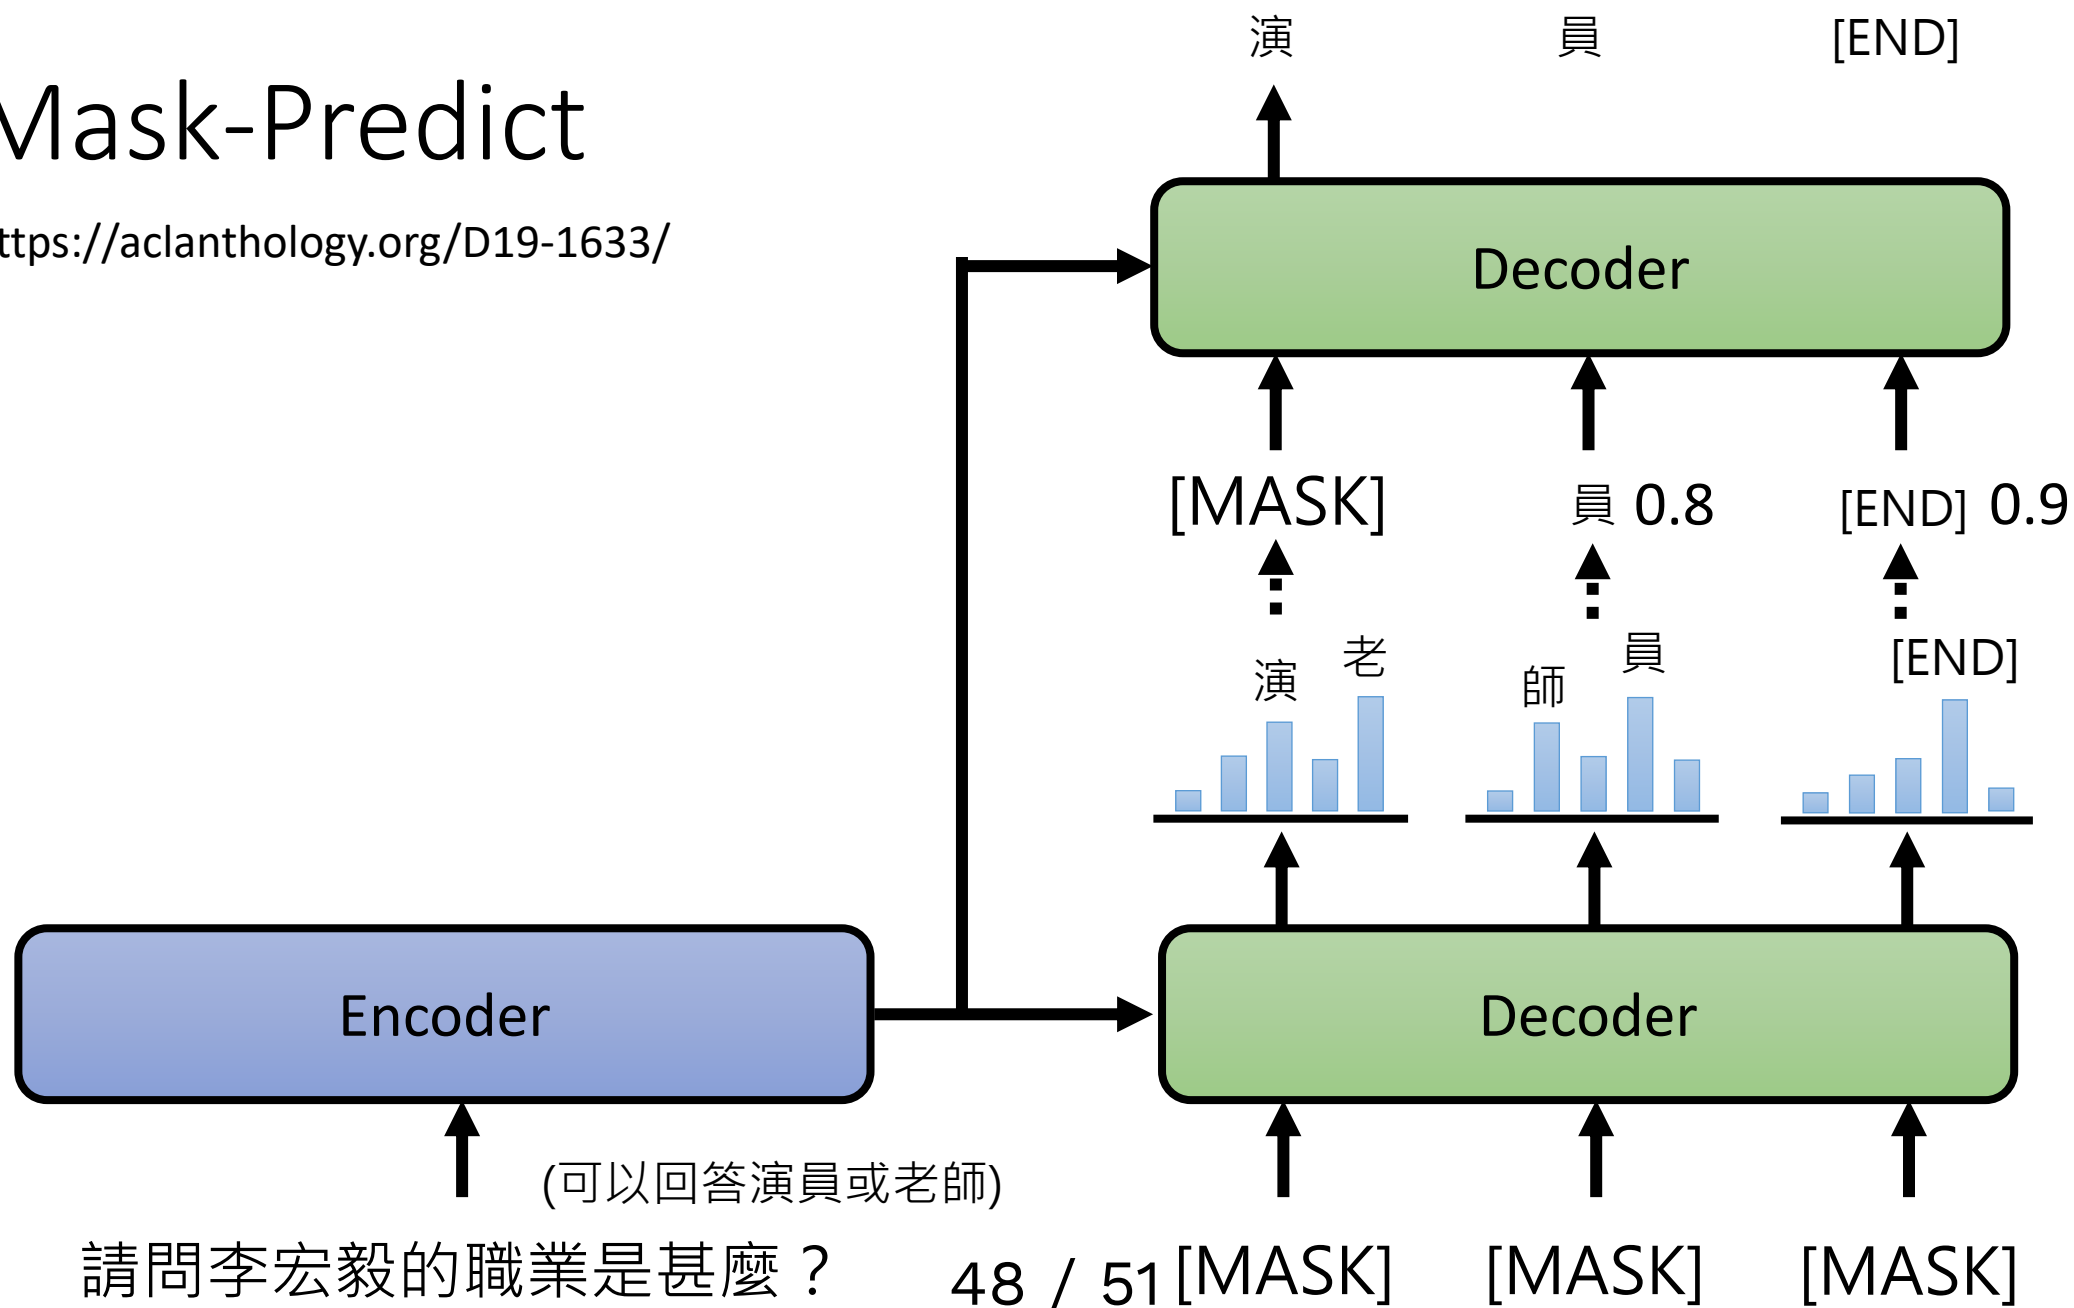 演 員 [END]
Mask-Predict
ttps://aclanthology.org/D19-1633/
Decoder
[MASK] 員 0.8 [END] 0.9
演 老 師 員 [END]
Encoder
Decoder
(可以回答演員或老師)
請問李宏毅的職業是甚麼？
48 / 51
[MASK] [MASK] [MASK]